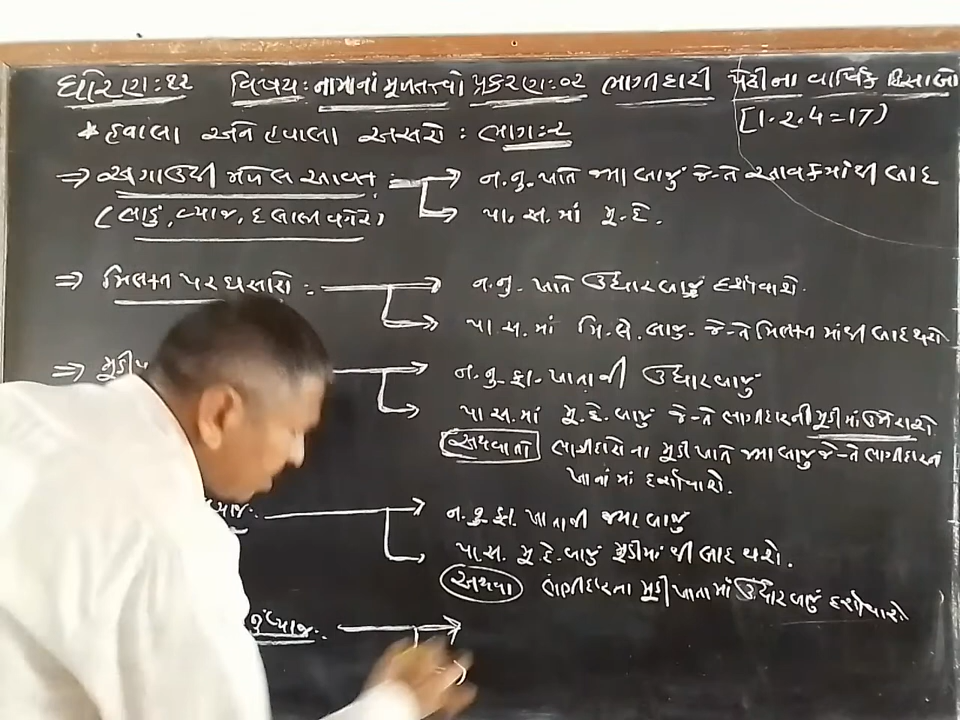 ધોરણ: ૧૨ વિષય: નામાનાં મૂળતત્ત્વો પ્રકરણ: ૦૨ ભાગીદારી પેઢીના વાર્ષિક હિસાબો
* હવાલા અને હવાલા અસરો : ભાગ: ૨ [1.2.4=17)
⇒ અગાઉથી મળેલ આવક : ન.નુ. ખાતે જમા બાજુ જે-તે આવકમાંથી બાદ
(ભાડું, વ્યાજ, દલાલી વગેરે) પા. સ. માં મૂ. દે.
⇒ મિલકત પર ઘસારો : ન.નુ. ખાતે ઉધાર બાજુ દર્શાવાશે.
પા. સ. માં મિ. લે. બાજુ. જે-તે મિલકત માંથી બાદ થશે
⇒ મૂડી ન.નુ.ફા. ખાતાની ઉધાર બાજુ
પા. સ. માં મૂ. દે. બાજુ જે-તે ભાગીદારની મૂડીમાં ઉમેરાશે
અથવા તો ભાગીદારોના મૂડી ખાતે જમા બાજુ જે-તે ભાગીદારનાં
ખાનાં માં દર્શાવાશે.
વ્યાજ. ન.નુ.ફા. ખાતાની જમા બાજુ
પા. સ. મૂ. દે. બાજુ મૂડીમાં થી બાદ થશે.
અથવા ભાગીદારના મૂડી ખાતામાં ઉધાર બાજુ દર્શાવાશે
નું વ્યાજ.